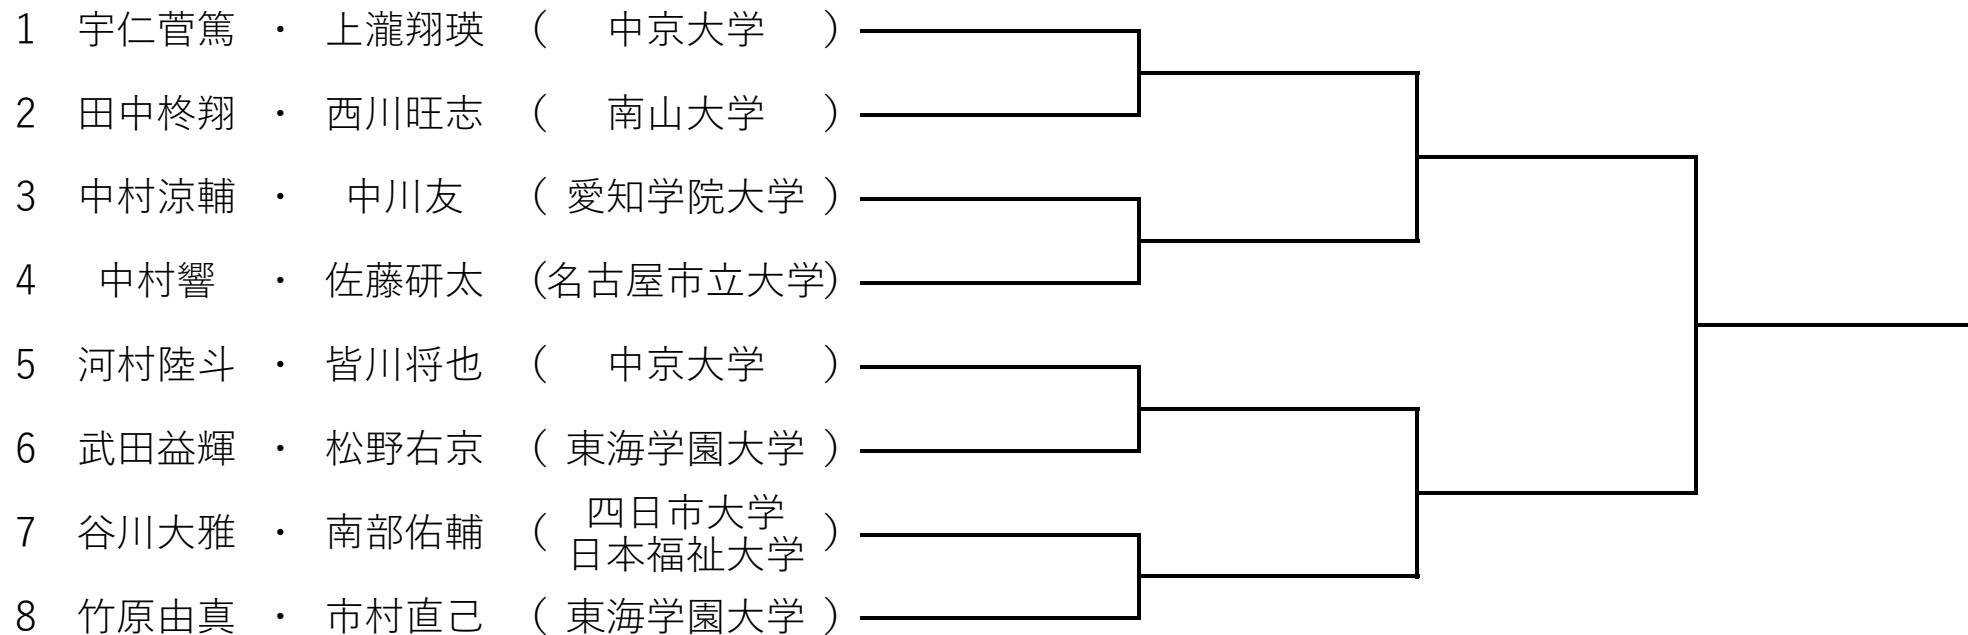 1 宇仁菅篤 ・ 上瀧翔瑛 ( 中京大学 )
2 田中柊翔 ・ 西川旺志 ( 南山大学 )
3 中村涼輔 ・ 中川友 ( 愛知学院大学 )
4 中村響 ・ 佐藤研太 (名古屋市立大学)
5 河村陸斗 ・ 皆川将也 ( 中京大学 )
6 武田益輝 ・ 松野右京 ( 東海学園大学 )
7 谷川大雅 ・ 南部佑輔 ( 四日市大学
日本福祉大学 )
8 竹原由真 ・ 市村直己 ( 東海学園大学 )